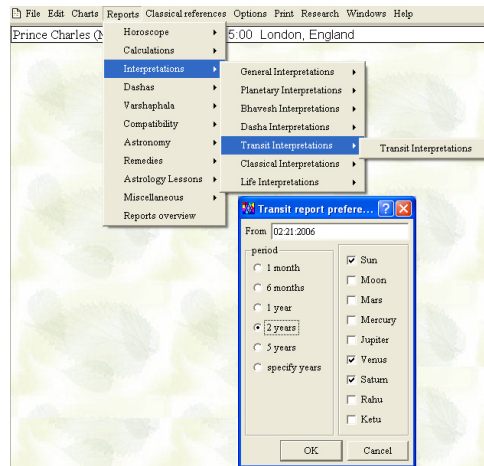 File Edit Charts Reports Classical references Options Print Research Windows Help
Prince Charles (M 5:00 London, England
Horoscope
Calculations
Interpretations
Dashas
Varshaphala
Compatibility
Astronomy
Remedies
Astrology Lessons
Miscellaneous
Reports overview
General Interpretations
Planetary Interpretations
Bhavesh Interpretations
Dasha Interpretations
Transit Interpretations
Classical Interpretations
Life Interpretations
Transit Interpretations
Transit report prefere...
From 02:21:2006
period
1 month
6 months
1 year
2 years
5 years
specify years
Sun
Moon
Mars
Mercury
Jupiter
Venus
Saturn
Rahu
Ketu
OK Cancel